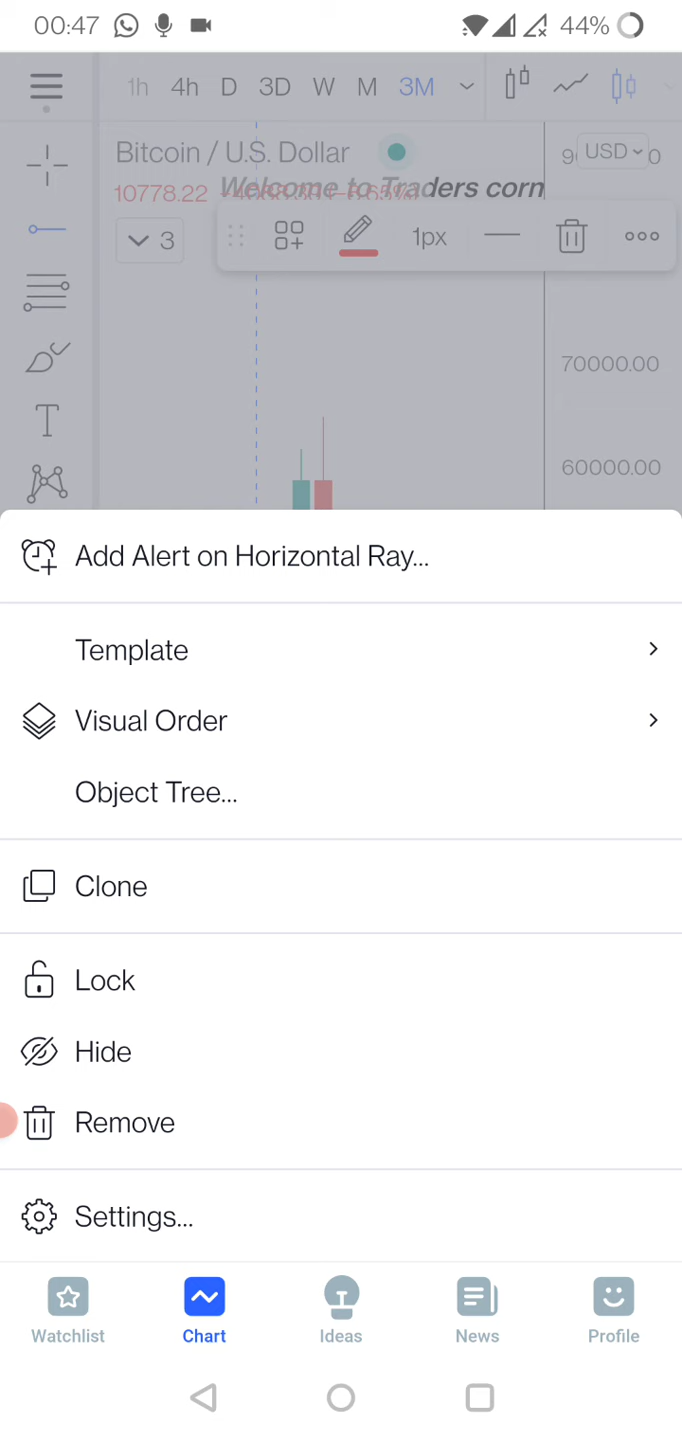 00:47 44%
1h 4h D 3D W M 3M
Bitcoin / U.S. Dollar
USD
10778.22
Welcome to Traders corn
3
1px
70000.00
60000.00
Add Alert on Horizontal Ray...
Template
Visual Order
Object Tree...
Clone
Lock
Hide
Remove
Settings...
Watchlist Chart Ideas News Profile